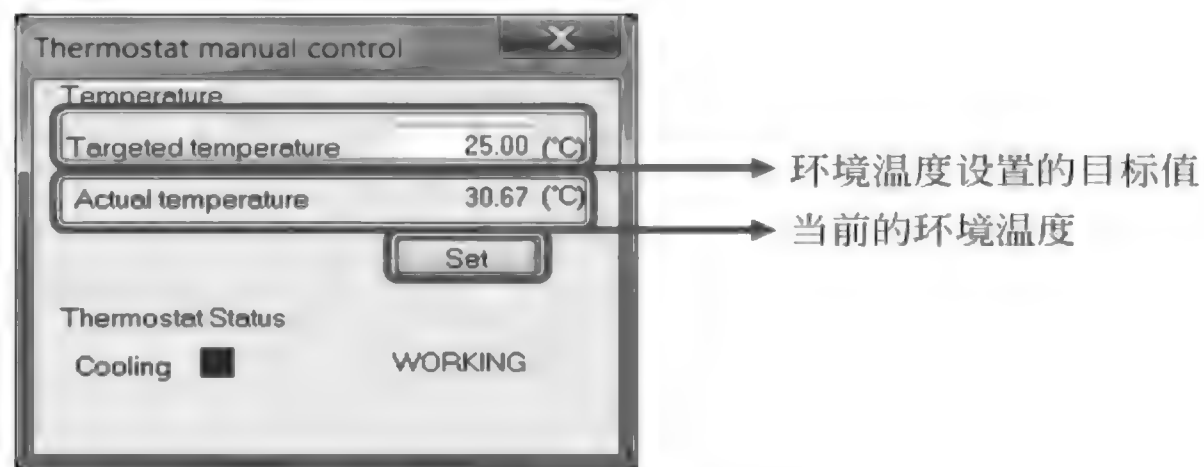 Thermostat manual control
Temperature
Targeted temperature 25.00 (°C)
环境温度设置的目标值
Actual temperature 30.67 (°C)
当前的环境温度
Set
Thermostat Status
Cooling WORKING